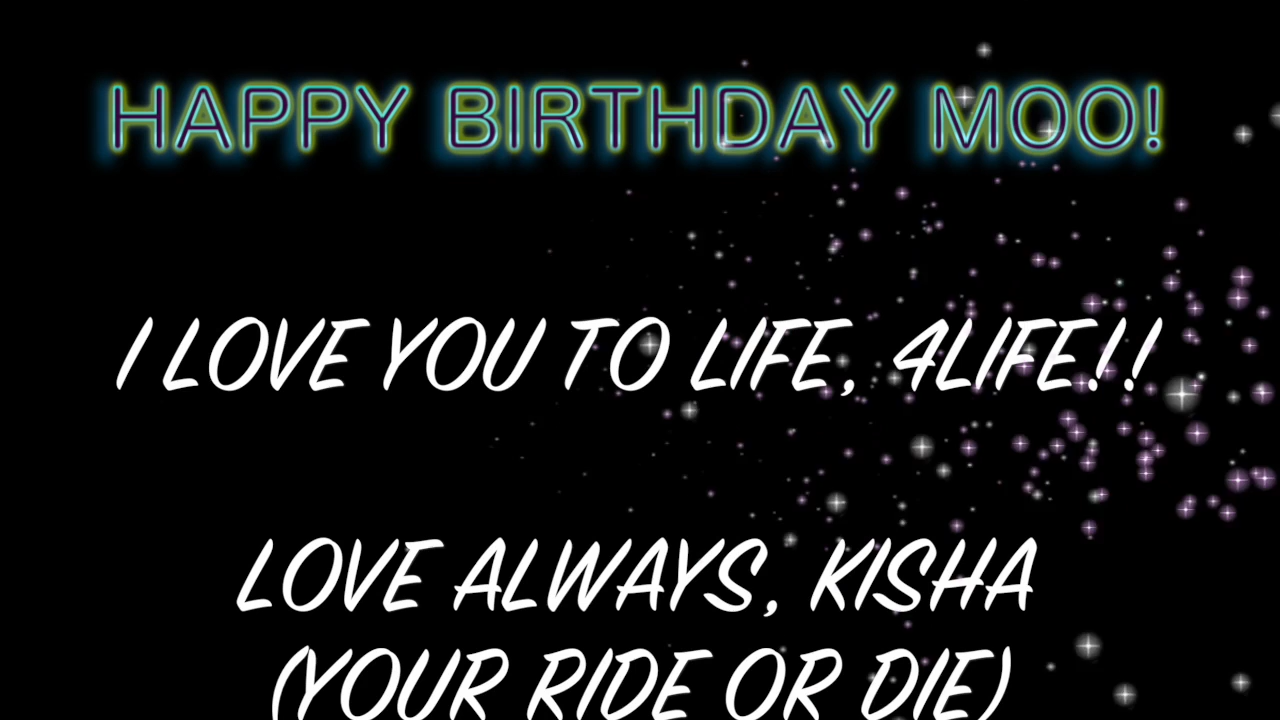 HAPPY BIRTHDAY MOO!
I LOVE YOU TO LIFE, 4LIFE!!
LOVE ALWAYS, KISHA
(YOUR RIDE OR DIE)